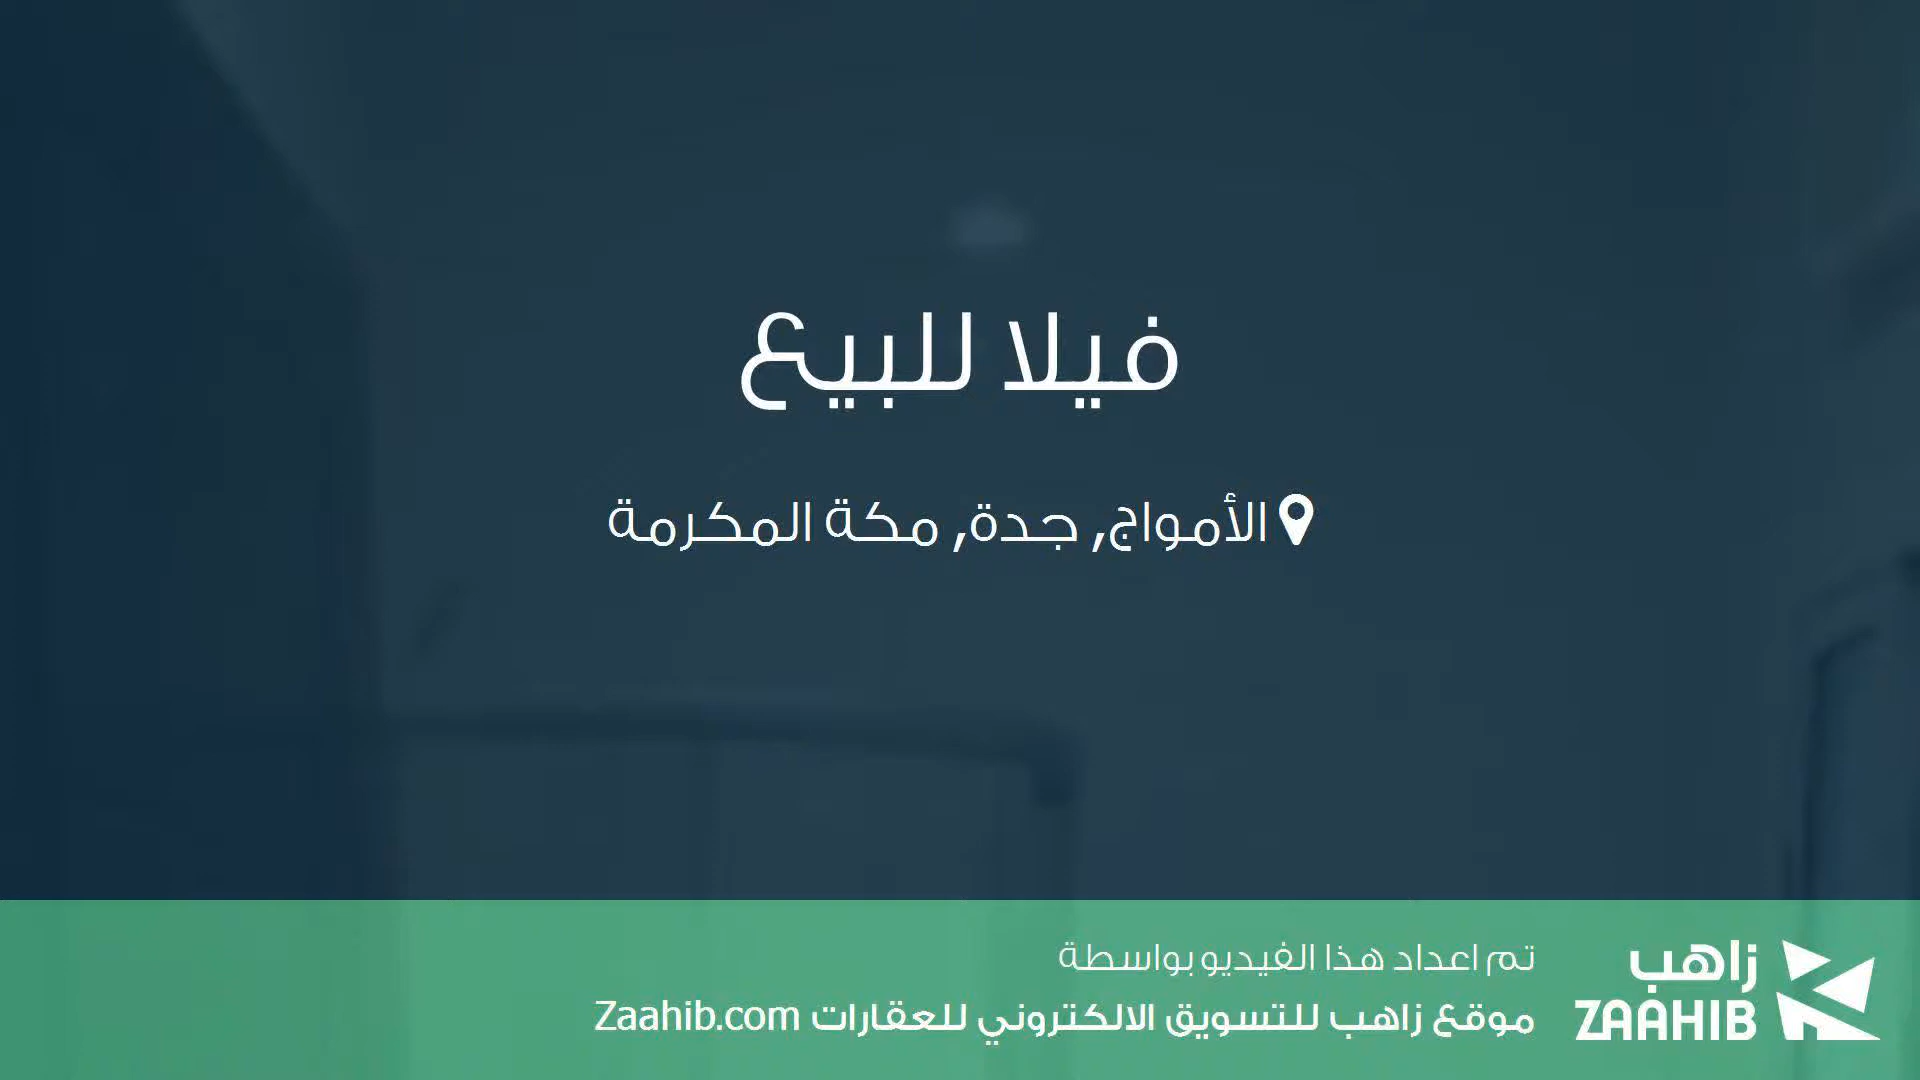 فيلا للبيع
الأمواج, جدة, مكة المكرمة
تم اعداد هذا الفيديو بواسطة
موقع زاهب للتسويق الالكتروني للعقارات Zaahib.com
زاهب
ZAAHIB